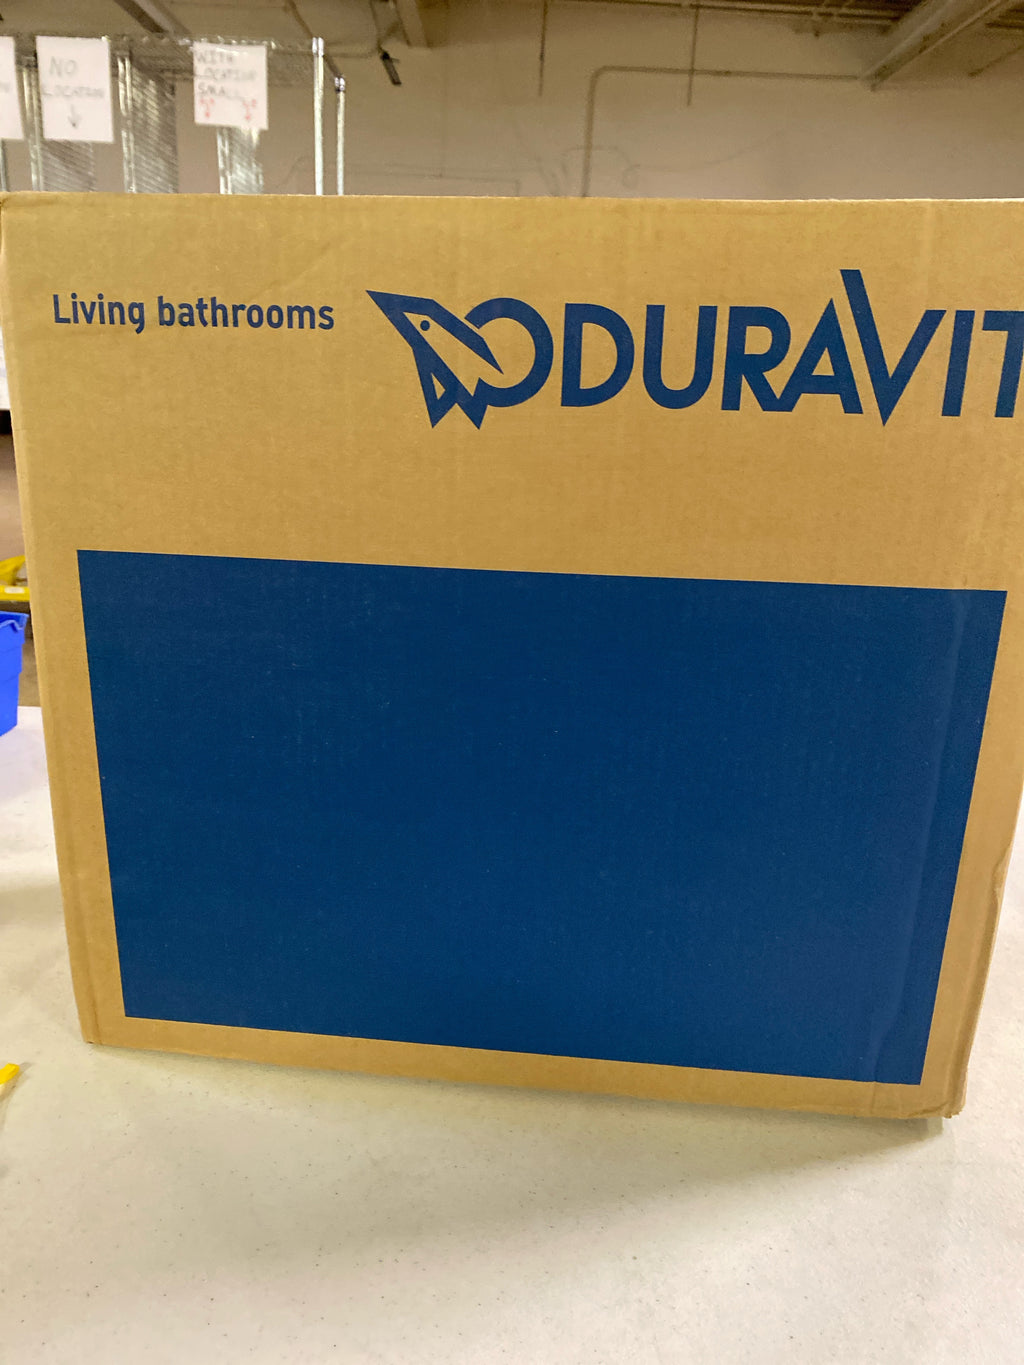 NO
LOCATION
WITH
LOCATION
SMALL
Living bathrooms
DURAVIT